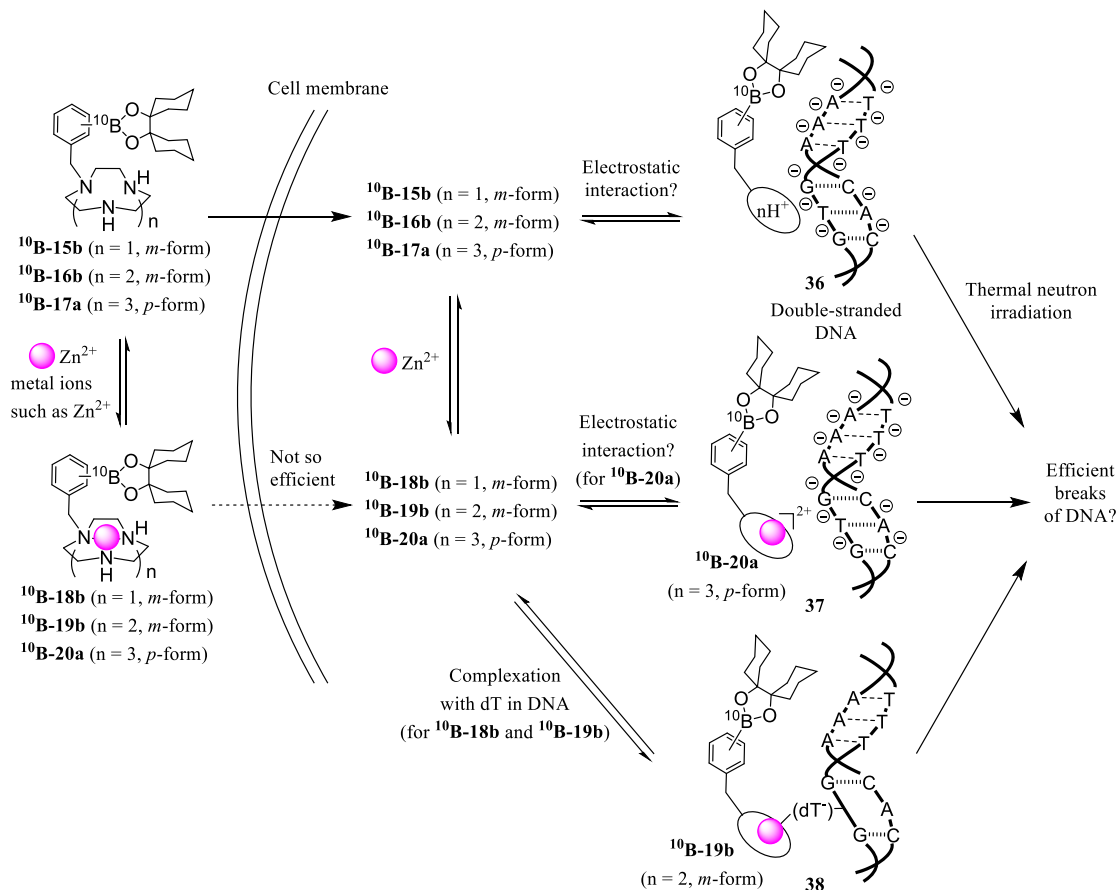 Cell membrane
¹⁰B
O
O
N
N
H
N
H
( )n
¹⁰B-15b (n = 1, m-form)
¹⁰B-16b (n = 2, m-form)
¹⁰B-17a (n = 3, p-form)
Zn²⁺
metal ions
such as Zn²⁺
¹⁰B
O
O
N
N
H
N
H
( )n
¹⁰B-18b (n = 1, m-form)
¹⁰B-19b (n = 2, m-form)
¹⁰B-20a (n = 3, p-form)
Not so
efficient
¹⁰B-15b (n = 1, m-form)
¹⁰B-16b (n = 2, m-form)
¹⁰B-17a (n = 3, p-form)
Zn²⁺
¹⁰B-18b (n = 1, m-form)
¹⁰B-19b (n = 2, m-form)
¹⁰B-20a (n = 3, p-form)
Electrostatic
interaction?
Electrostatic
interaction?
(for ¹⁰B-20a)
Complexation
with dT in DNA
(for ¹⁰B-18b and ¹⁰B-19b)
¹⁰B
O
O
nH⁺
A T
A T
A T
G C
T A
G C
36
Double-stranded
DNA
¹⁰B
O
O
]²⁺
¹⁰B-20a
(n = 3, p-form)
A T
A T
A T
G C
T A
G C
37
¹⁰B
O
O
(dT⁻)
¹⁰B-19b
(n = 2, m-form)
A T
A T
A T
G C
A
G C
38
Thermal neutron
irradiation
Efficient
breaks
of DNA?